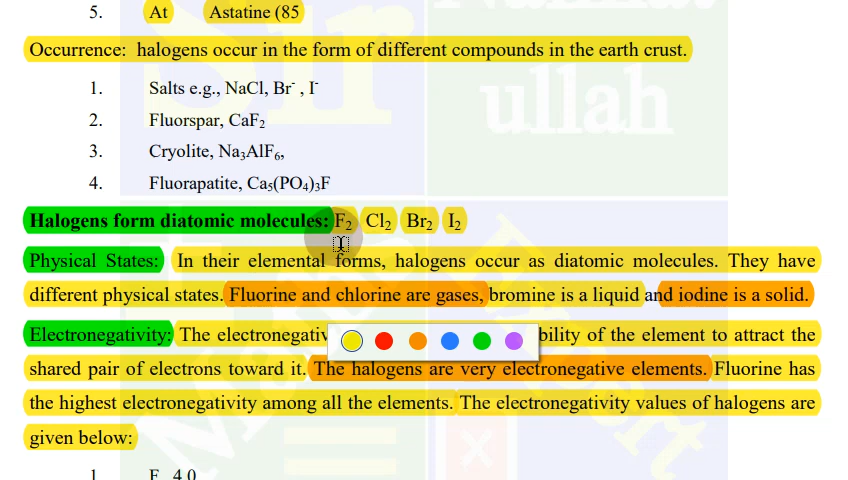 5. At Astatine (85
Occurrence: halogens occur in the form of different compounds in the earth crust.
1. Salts e.g., NaCl, Br⁻ , I⁻
2. Fluorspar, CaF₂
3. Cryolite, Na₃AlF₆,
4. Fluorapatite, Ca₅(PO₄)₃F
Halogens form diatomic molecules: F₂ Cl₂ Br₂ I₂
Physical States: In their elemental forms, halogens occur as diatomic molecules. They have
different physical states. Fluorine and chlorine are gases, bromine is a liquid and iodine is a solid.
Electronegativity: The electronegativ bility of the element to attract the
shared pair of electrons toward it. The halogens are very electronegative elements. Fluorine has
the highest electronegativity among all the elements. The electronegativity values of halogens are
given below:
1 F 4.0
Sir
ullah